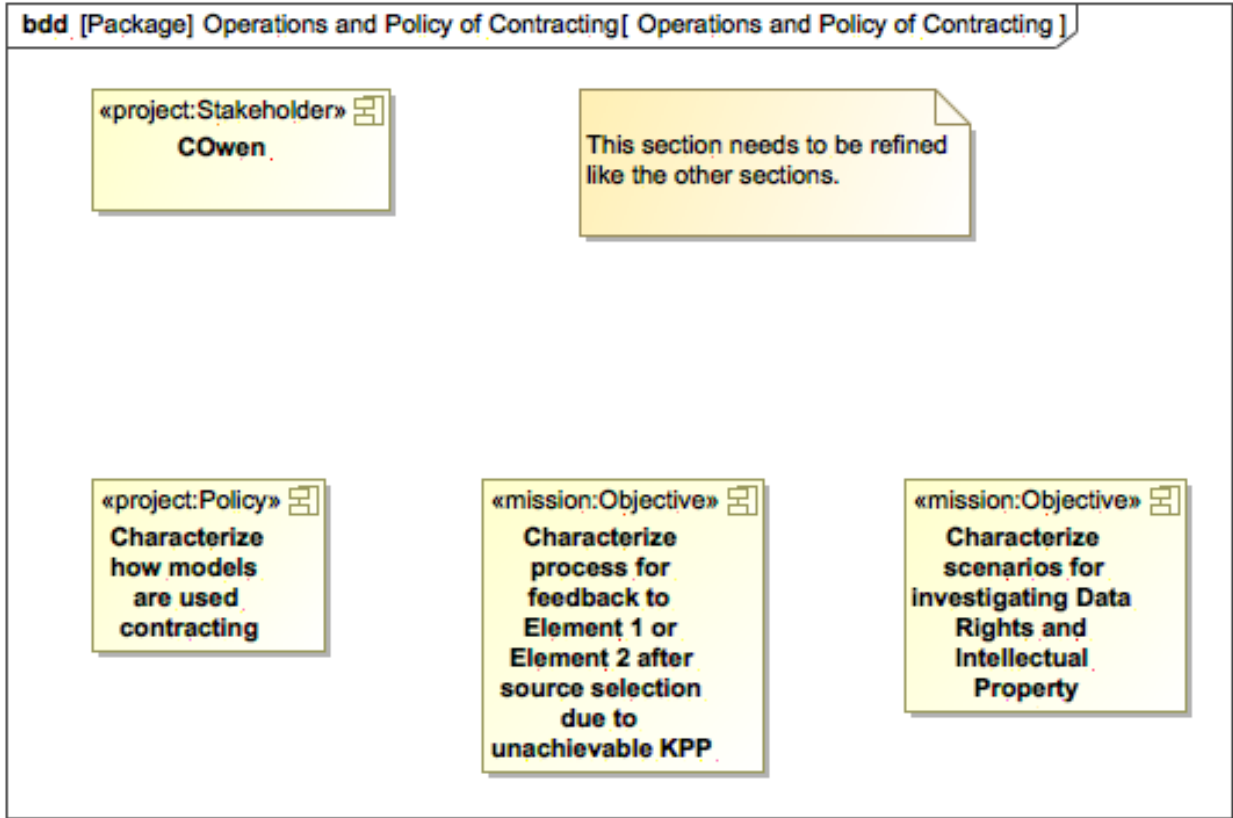 bdd [Package] Operations and Policy of Contracting[ Operations and Policy of Contracting ]
«project:Stakeholder»
COwen
This section needs to be refined
like the other sections.
«project:Policy»
Characterize
how models
are used
contracting
«mission:Objective»
Characterize
process for
feedback to
Element 1 or
Element 2 after
source selection
due to
unachievable KPP
«mission:Objective»
Characterize
scenarios for
investigating Data
Rights and
Intellectual
Property